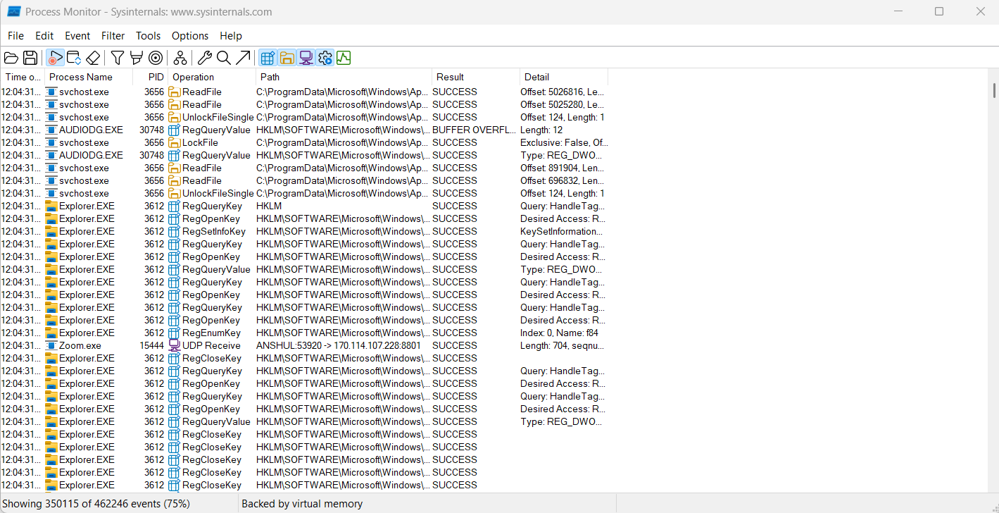 Process Monitor - Sysinternals: www.sysinternals.com
File Edit Event Filter Tools Options Help
Time o... Process Name PID Operation Path Result Detail
12:04:31... svchost.exe 3656 ReadFile C:\ProgramData\Microsoft\Windows\Ap... SUCCESS Offset: 5026816, Le...
12:04:31... svchost.exe 3656 ReadFile C:\ProgramData\Microsoft\Windows\Ap... SUCCESS Offset: 5025280, Le...
12:04:31... svchost.exe 3656 UnlockFileSingle C:\ProgramData\Microsoft\Windows\Ap... SUCCESS Offset: 124, Length: 1
12:04:31... AUDIODG.EXE 30748 RegQueryValue HKLM\SOFTWARE\Microsoft\Windows\... BUFFER OVERFL... Length: 12
12:04:31... svchost.exe 3656 LockFile C:\ProgramData\Microsoft\Windows\Ap... SUCCESS Exclusive: False, Of...
12:04:31... AUDIODG.EXE 30748 RegQueryValue HKLM\SOFTWARE\Microsoft\Windows\... SUCCESS Type: REG_DWO...
12:04:31... svchost.exe 3656 ReadFile C:\ProgramData\Microsoft\Windows\Ap... SUCCESS Offset: 891904, Len...
12:04:31... svchost.exe 3656 ReadFile C:\ProgramData\Microsoft\Windows\Ap... SUCCESS Offset: 696832, Len...
12:04:31... svchost.exe 3656 UnlockFileSingle C:\ProgramData\Microsoft\Windows\Ap... SUCCESS Offset: 124, Length: 1
12:04:31... Explorer.EXE 3612 RegQueryKey HKLM SUCCESS Query: HandleTag...
12:04:31... Explorer.EXE 3612 RegOpenKey HKLM\SOFTWARE\Microsoft\Windows\... SUCCESS Desired Access: R...
12:04:31... Explorer.EXE 3612 RegSetInfoKey HKLM\SOFTWARE\Microsoft\Windows\... SUCCESS KeySetInformation...
12:04:31... Explorer.EXE 3612 RegQueryKey HKLM\SOFTWARE\Microsoft\Windows\... SUCCESS Query: HandleTag...
12:04:31... Explorer.EXE 3612 RegOpenKey HKLM\SOFTWARE\Microsoft\Windows\... SUCCESS Desired Access: R...
12:04:31... Explorer.EXE 3612 RegQueryValue HKLM\SOFTWARE\Microsoft\Windows\... SUCCESS Type: REG_DWO...
12:04:31... Explorer.EXE 3612 RegQueryKey HKLM\SOFTWARE\Microsoft\Windows\... SUCCESS Query: HandleTag...
12:04:31... Explorer.EXE 3612 RegOpenKey HKLM\SOFTWARE\Microsoft\Windows\... SUCCESS Desired Access: R...
12:04:31... Explorer.EXE 3612 RegQueryKey HKLM\SOFTWARE\Microsoft\Windows\... SUCCESS Query: HandleTag...
12:04:31... Explorer.EXE 3612 RegOpenKey HKLM\SOFTWARE\Microsoft\Windows\... SUCCESS Desired Access: R...
12:04:31... Explorer.EXE 3612 RegEnumKey HKLM\SOFTWARE\Microsoft\Windows\... SUCCESS Index: 0, Name: f84
12:04:31... Zoom.exe 15444 UDP Receive ANSHUL:53920 -> 170.114.107.228:8801 SUCCESS Length: 704, seqnu...
12:04:31... Explorer.EXE 3612 RegCloseKey HKLM\SOFTWARE\Microsoft\Windows\... SUCCESS
12:04:31... Explorer.EXE 3612 RegQueryKey HKLM\SOFTWARE\Microsoft\Windows\... SUCCESS Query: HandleTag...
12:04:31... Explorer.EXE 3612 RegOpenKey HKLM\SOFTWARE\Microsoft\Windows\... SUCCESS Desired Access: R...
12:04:31... Explorer.EXE 3612 RegQueryKey HKLM\SOFTWARE\Microsoft\Windows\... SUCCESS Query: HandleTag...
12:04:31... Explorer.EXE 3612 RegOpenKey HKLM\SOFTWARE\Microsoft\Windows\... SUCCESS Desired Access: R...
12:04:31... Explorer.EXE 3612 RegQueryValue HKLM\SOFTWARE\Microsoft\Windows\... SUCCESS Type: REG_DWO...
12:04:31... Explorer.EXE 3612 RegCloseKey HKLM\SOFTWARE\Microsoft\Windows\... SUCCESS
12:04:31... Explorer.EXE 3612 RegCloseKey HKLM\SOFTWARE\Microsoft\Windows\... SUCCESS
12:04:31... Explorer.EXE 3612 RegCloseKey HKLM\SOFTWARE\Microsoft\Windows\... SUCCESS
12:04:31... Explorer.EXE 3612 RegCloseKey HKLM\SOFTWARE\Microsoft\Windows\... SUCCESS
12:04:31... Explorer.EXE 3612 RegCloseKey HKLM\SOFTWARE\Microsoft\Windows\... SUCCESS
Showing 350115 of 462246 events (75%) Backed by virtual memory